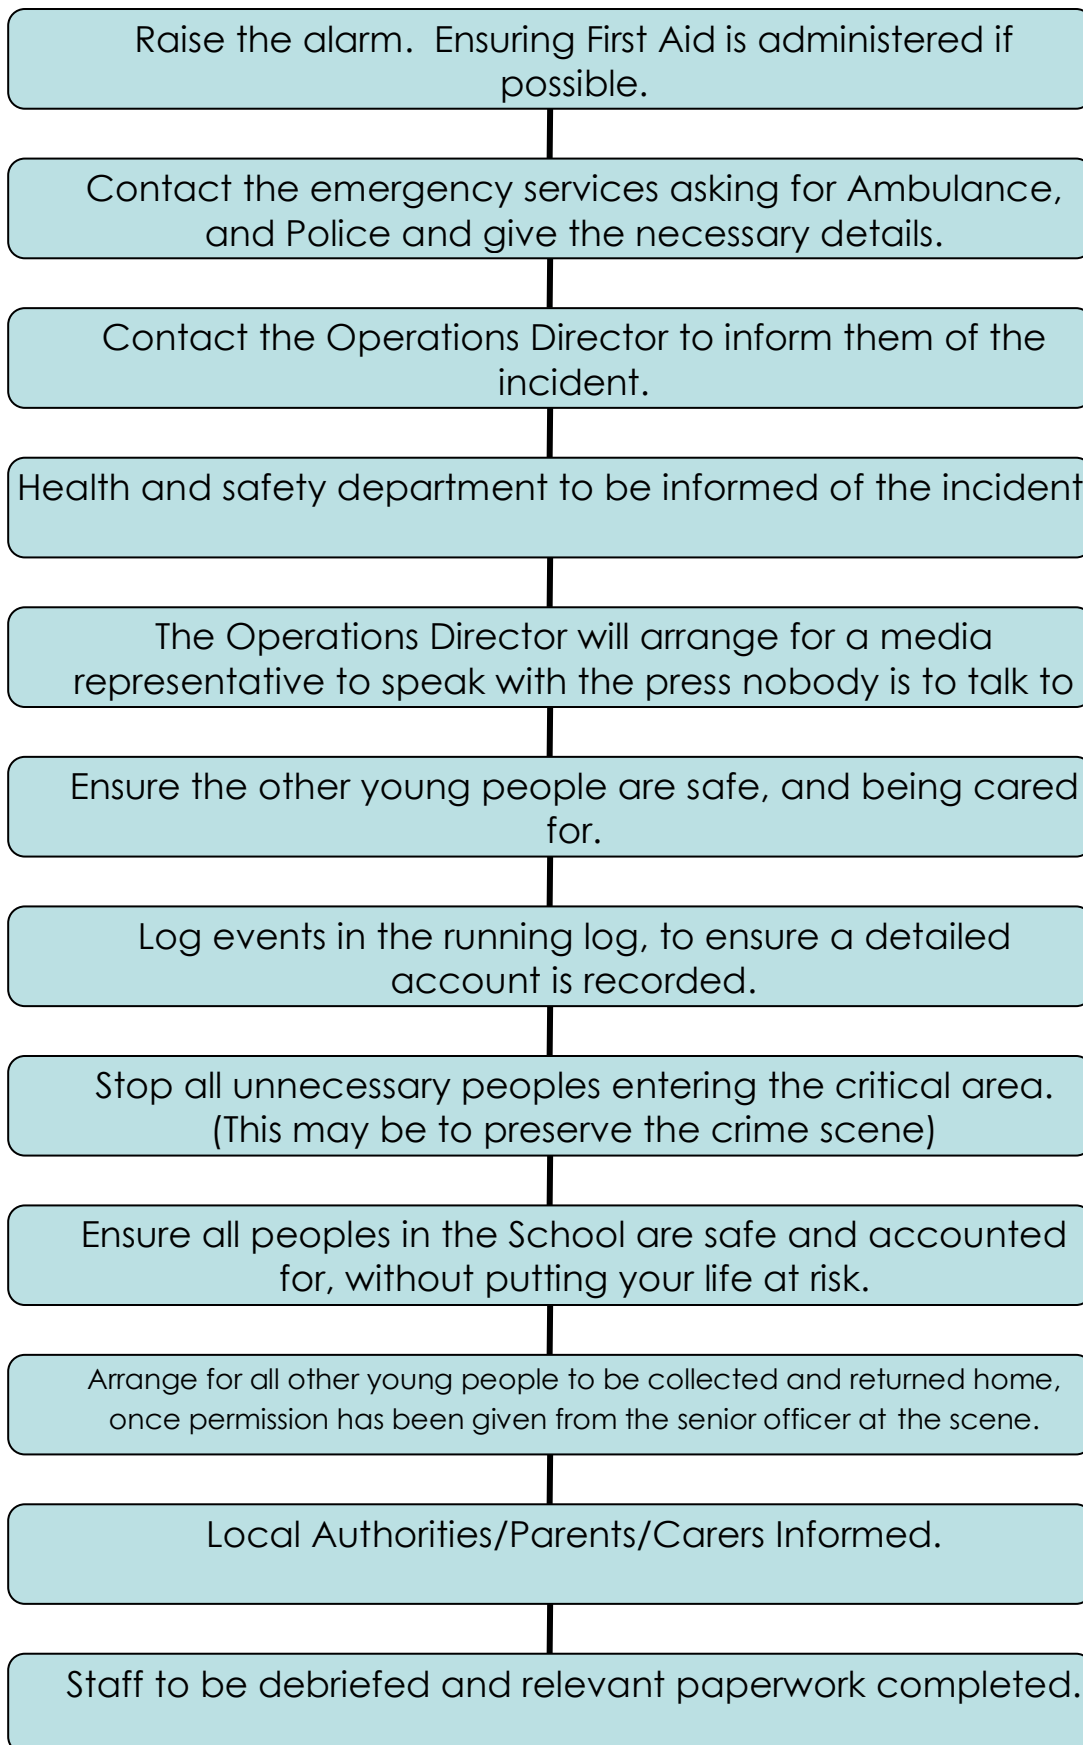 Raise the alarm.  Ensuring First Aid is administered if
possible.
Contact the emergency services asking for Ambulance,
and Police and give the necessary details.
Contact the Operations Director to inform them of the
incident.
Health and safety department to be informed of the incident
The Operations Director will arrange for a media
representative to speak with the press nobody is to talk to
Ensure the other young people are safe, and being cared
for.
Log events in the running log, to ensure a detailed
account is recorded.
Stop all unnecessary peoples entering the critical area.
(This may be to preserve the crime scene)
Ensure all peoples in the School are safe and accounted
for, without putting your life at risk.
Arrange for all other young people to be collected and returned home,
once permission has been given from the senior officer at the scene.
Local Authorities/Parents/Carers Informed.
Staff to be debriefed and relevant paperwork completed.